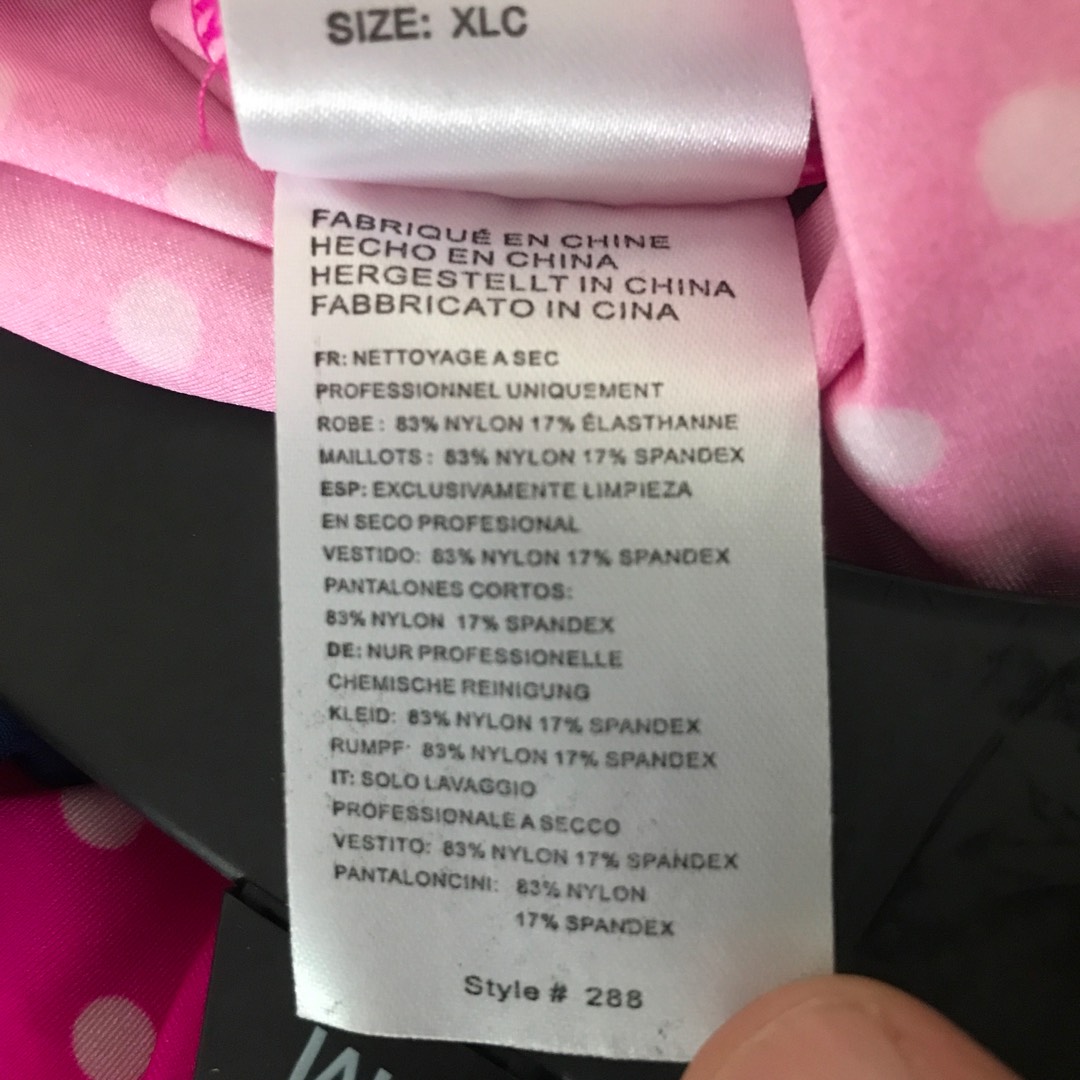 SIZE: XLC
FABRIQUÉ EN CHINE
HECHO EN CHINA
HERGESTELLT IN CHINA
FABBRICATO IN CINA
FR: NETTOYAGE A SEC
PROFESSIONNEL UNIQUEMENT
ROBE : 83% NYLON 17% ÉLASTHANNE
MAILLOTS : 83% NYLON 17% SPANDEX
ESP: EXCLUSIVAMENTE LIMPIEZA
EN SECO PROFESIONAL
VESTIDO: 83% NYLON 17% SPANDEX
PANTALONES CORTOS:
83% NYLON 17% SPANDEX
DE: NUR PROFESSIONELLE
CHEMISCHE REINIGUNG
KLEID: 83% NYLON 17% SPANDEX
RUMPF: 83% NYLON 17% SPANDEX
IT: SOLO LAVAGGIO
PROFESSIONALE A SECCO
VESTITO: 83% NYLON 17% SPANDEX
PANTALONCINI: 83% NYLON
17% SPANDEX
Style # 288